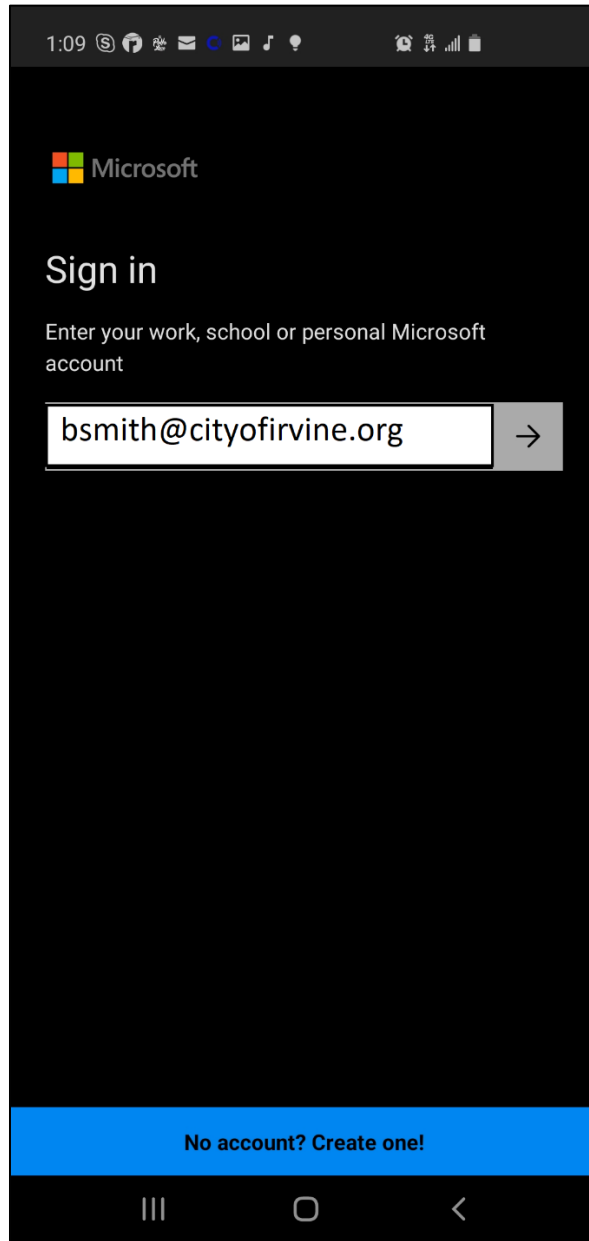 1:09
Microsoft
Sign in
Enter your work, school or personal Microsoft
account
bsmith@cityofirvine.org
No account? Create one!